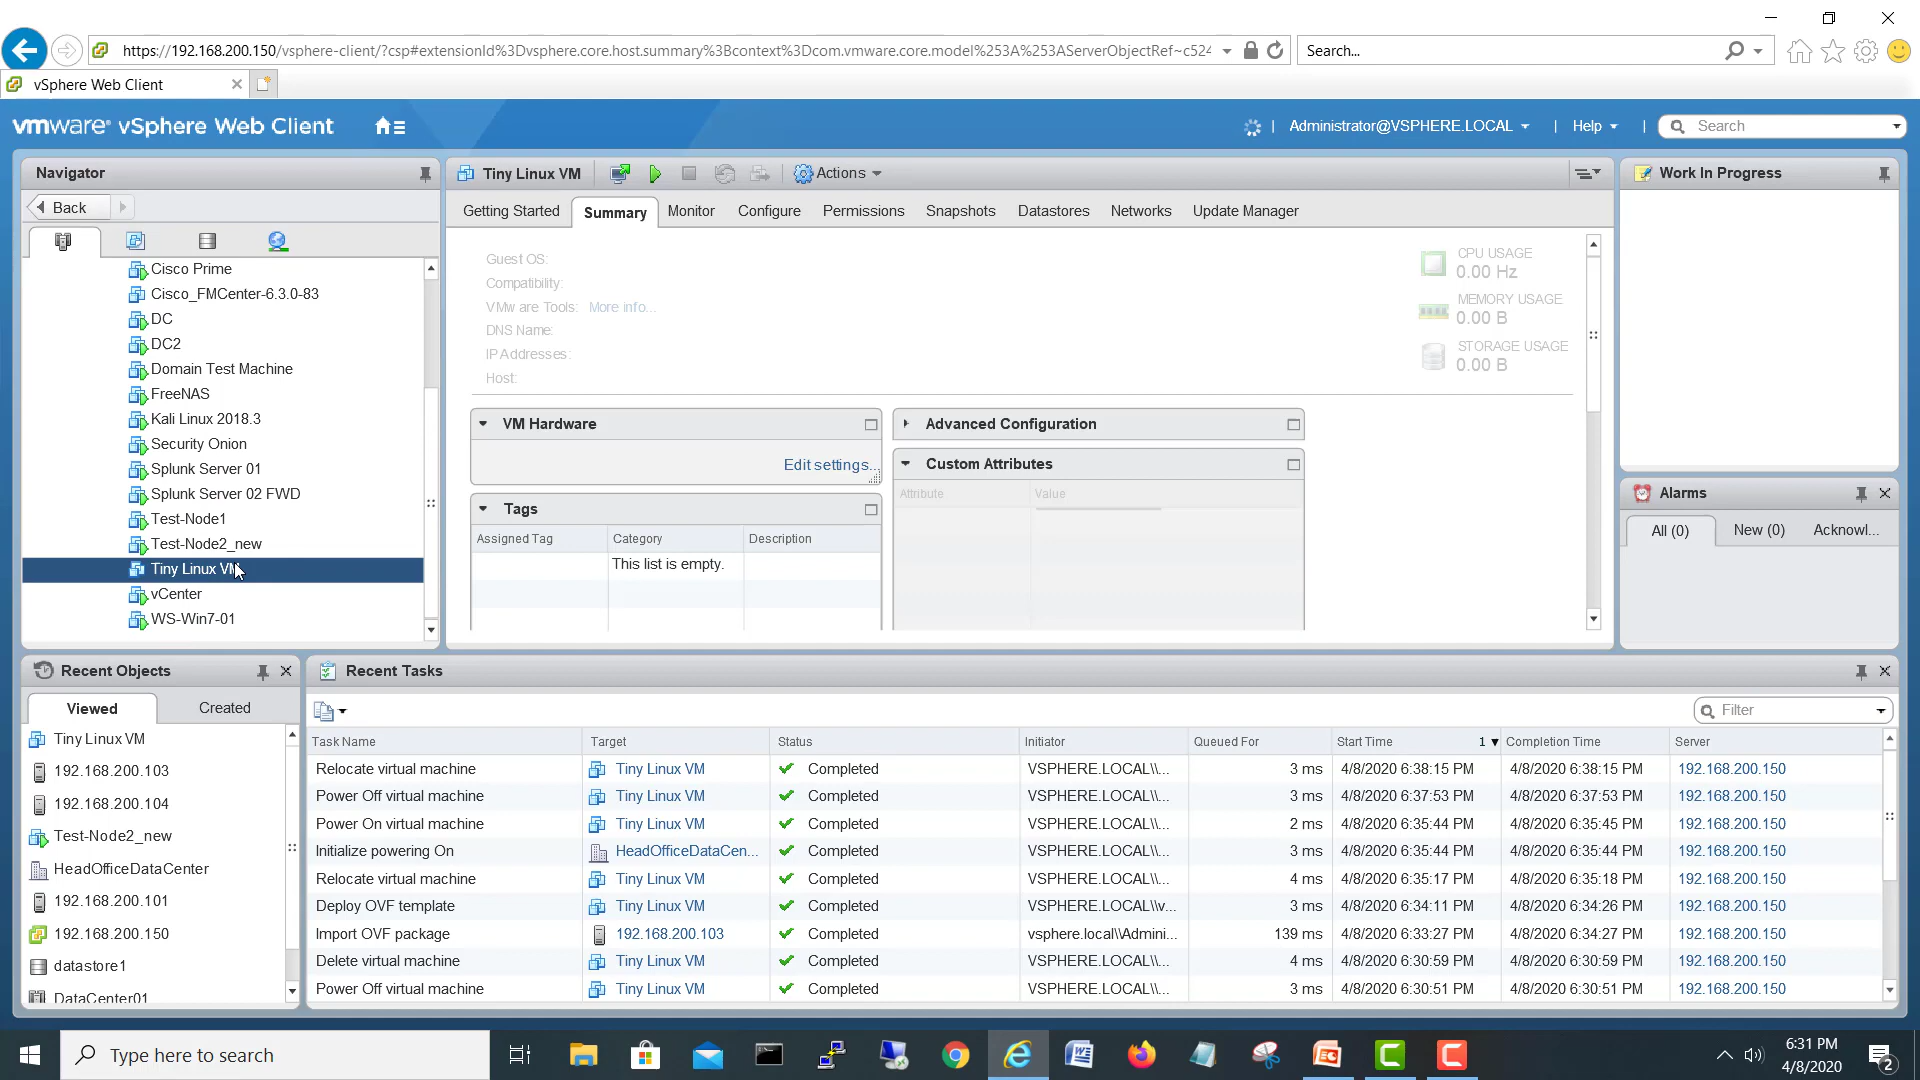 https://192.168.200.150/vsphere-client/?csp#extensionId%3Dvsphere.core.host.summary%3Bcontext%3Dcom.vmware.core.model%253A%253AServerObjectRef~c524
Search...
vSphere Web Client
vmware® vSphere Web Client
Administrator@VSPHERE.LOCAL
Help
Search
Navigator
Back
Cisco Prime
Cisco_FMCenter-6.3.0-83
DC
DC2
Domain Test Machine
FreeNAS
Kali Linux 2018.3
Security Onion
Splunk Server 01
Splunk Server 02 FWD
Test-Node1
Test-Node2_new
Tiny Linux VM
vCenter
WS-Win7-01
Tiny Linux VM
Actions
Getting Started Summary Monitor Configure Permissions Snapshots Datastores Networks Update Manager
Guest OS:
Compatibility:
VMware Tools: More info...
DNS Name:
IP Addresses:
Host:
CPU USAGE
0.00 Hz
MEMORY USAGE
0.00 B
STORAGE USAGE
0.00 B
VM Hardware
Edit settings...
Tags
Assigned Tag Category Description
This list is empty.
Advanced Configuration
Custom Attributes
Attribute Value
Work In Progress
Alarms
All (0) New (0) Acknowl...
Recent Objects
Viewed Created
Tiny Linux VM
192.168.200.103
192.168.200.104
Test-Node2_new
HeadOfficeDataCenter
192.168.200.101
192.168.200.150
datastore1
DataCenter01
Recent Tasks
Filter
Task Name Target Status Initiator Queued For Start Time 1 ▼ Completion Time Server
Relocate virtual machine Tiny Linux VM Completed VSPHERE.LOCAL\\... 3 ms 4/8/2020 6:38:15 PM 4/8/2020 6:38:15 PM 192.168.200.150
Power Off virtual machine Tiny Linux VM Completed VSPHERE.LOCAL\\... 3 ms 4/8/2020 6:37:53 PM 4/8/2020 6:37:53 PM 192.168.200.150
Power On virtual machine Tiny Linux VM Completed VSPHERE.LOCAL\\... 2 ms 4/8/2020 6:35:44 PM 4/8/2020 6:35:45 PM 192.168.200.150
Initialize powering On HeadOfficeDataCen... Completed VSPHERE.LOCAL\\... 3 ms 4/8/2020 6:35:44 PM 4/8/2020 6:35:44 PM 192.168.200.150
Relocate virtual machine Tiny Linux VM Completed VSPHERE.LOCAL\\... 4 ms 4/8/2020 6:35:17 PM 4/8/2020 6:35:18 PM 192.168.200.150
Deploy OVF template Tiny Linux VM Completed VSPHERE.LOCAL\\v... 3 ms 4/8/2020 6:34:11 PM 4/8/2020 6:34:26 PM 192.168.200.150
Import OVF package 192.168.200.103 Completed vsphere.local\\Admini... 139 ms 4/8/2020 6:33:27 PM 4/8/2020 6:34:27 PM 192.168.200.150
Delete virtual machine Tiny Linux VM Completed VSPHERE.LOCAL\\... 4 ms 4/8/2020 6:30:59 PM 4/8/2020 6:30:59 PM 192.168.200.150
Power Off virtual machine Tiny Linux VM Completed VSPHERE.LOCAL\\... 3 ms 4/8/2020 6:30:51 PM 4/8/2020 6:30:51 PM 192.168.200.150
Type here to search
6:31 PM
4/8/2020
2